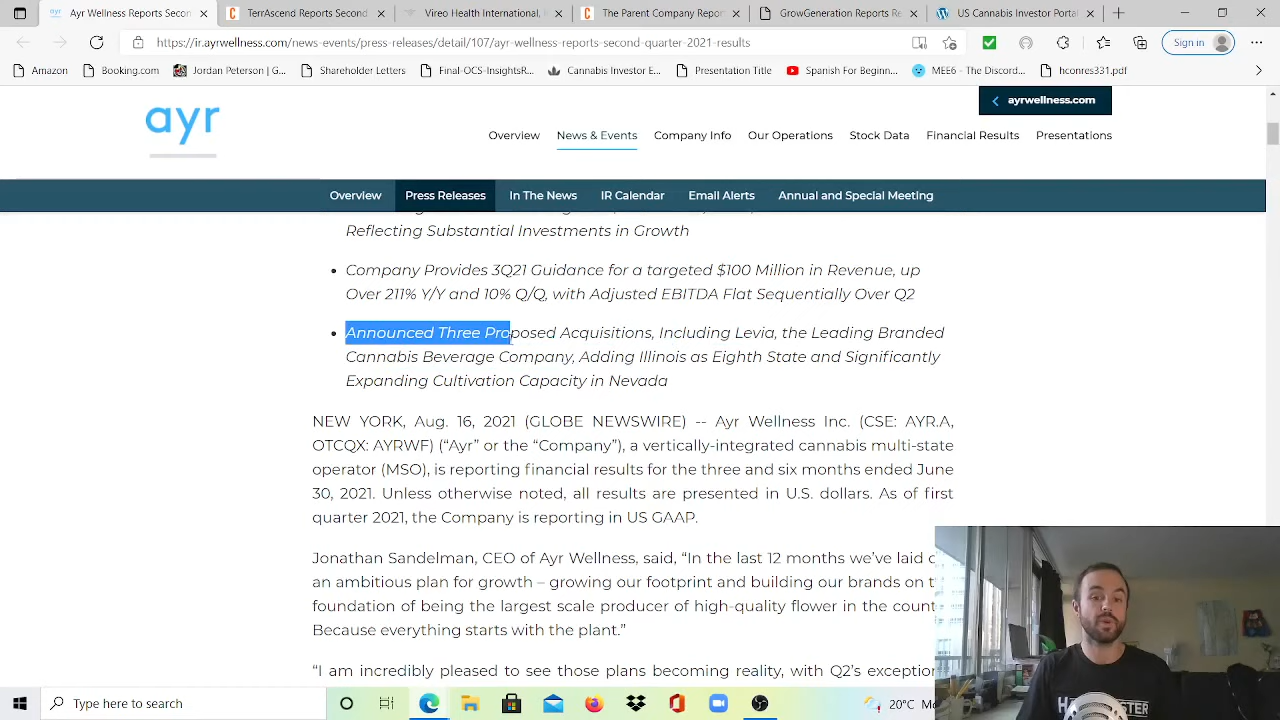 Ayr Wellness Reports Second Quar
TerrAscend Reports Second
Vireo Health International,
The Parent Company Repor
GrowGeneration Reports Re
US Cannabis Investor Portal
https://ir.ayrwellness.com/news-events/press-releases/detail/107/ayr-wellness-reports-second-quarter-2021-results
Sign in
Amazon
Booking.com
Jordan Peterson | G...
Shareholder Letters
Final-OCS-InsightsR...
Cannabis Investor E...
Presentation Title
Spanish For Beginn...
MEE6 - The Discord...
hconres331.pdf
ayr
ayrwellness.com
Overview
News & Events
Company Info
Our Operations
Stock Data
Financial Results
Presentations
Overview
Press Releases
In The News
IR Calendar
Email Alerts
Annual and Special Meeting
Reflecting Substantial Investments in Growth
Company Provides 3Q21 Guidance for a targeted $100 Million in Revenue, up
Over 211% Y/Y and 10% Q/Q, with Adjusted EBITDA Flat Sequentially Over Q2
Announced Three Proposed Acquisitions, Including Levia, the Leading Branded
Cannabis Beverage Company, Adding Illinois as Eighth State and Significantly
Expanding Cultivation Capacity in Nevada
NEW YORK, Aug. 16, 2021 (GLOBE NEWSWIRE) -- Ayr Wellness Inc. (CSE: AYR.A,
OTCQX: AYRWF) (“Ayr” or the “Company”), a vertically-integrated cannabis multi-state
operator (MSO), is reporting financial results for the three and six months ended June
30, 2021. Unless otherwise noted, all results are presented in U.S. dollars. As of first
quarter 2021, the Company is reporting in US GAAP.
Jonathan Sandelman, CEO of Ayr Wellness, said, “In the last 12 months we’ve laid o
an ambitious plan for growth – growing our footprint and building our brands on t
foundation of being the largest scale producer of high-quality flower in the count
Because everything starts with the plant.”
“I am incredibly pleased to see those plans becoming reality, with Q2’s exception
Type here to search
20°C